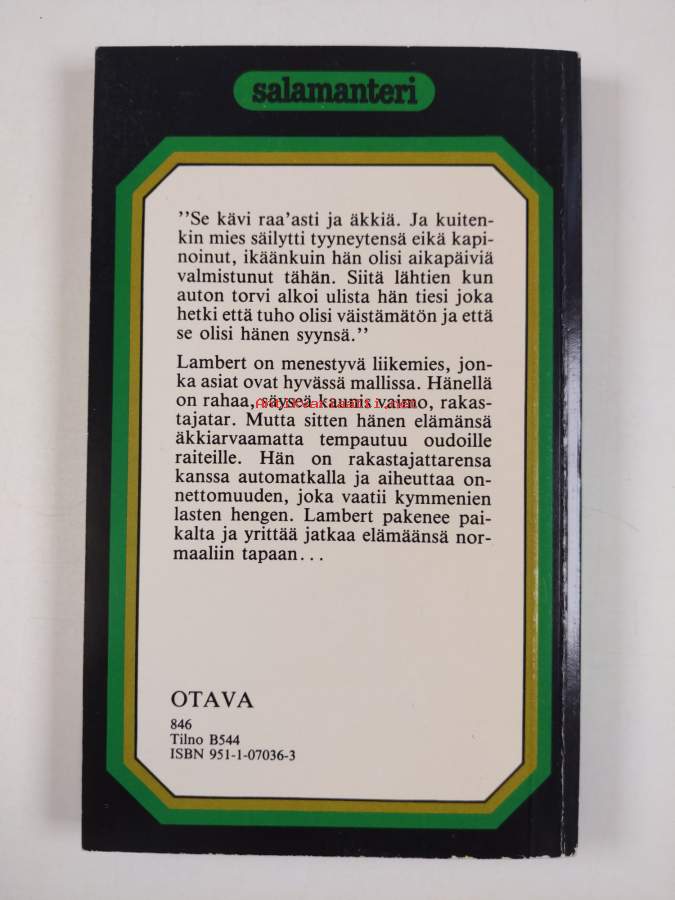 salamanteri
"Se kävi raa'asti ja äkkiä. Ja kuiten-
kin mies säilytti tyyneytensä eikä kapi-
noinut, ikäänkuin hän olisi aikapäiviä
valmistunut tähän. Siitä lähtien kun
auton torvi alkoi ulista hän tiesi joka
hetki että tuho olisi väistämätön ja että
se olisi hänen syynsä."
Lambert on menestyvä liikemies, jon-
ka asiat ovat hyvässä mallissa. Hänellä
on rahaa, kaunis vaimo, rakas-
tajatar. Mutta sitten hänen elämänsä
äkkiarvaamatta tempautuu oudoille
raiteille. Hän on rakastajattarensa
kanssa automatkalla ja aiheuttaa on-
nettomuuden, joka vaatii kymmenien
lasten hengen. Lambert pakenee pai-
kalta ja yrittää jatkaa elämäänsä nor-
maaliin tapaan...
OTAVA
846
Tilno B544
ISBN 951-1-07036-3